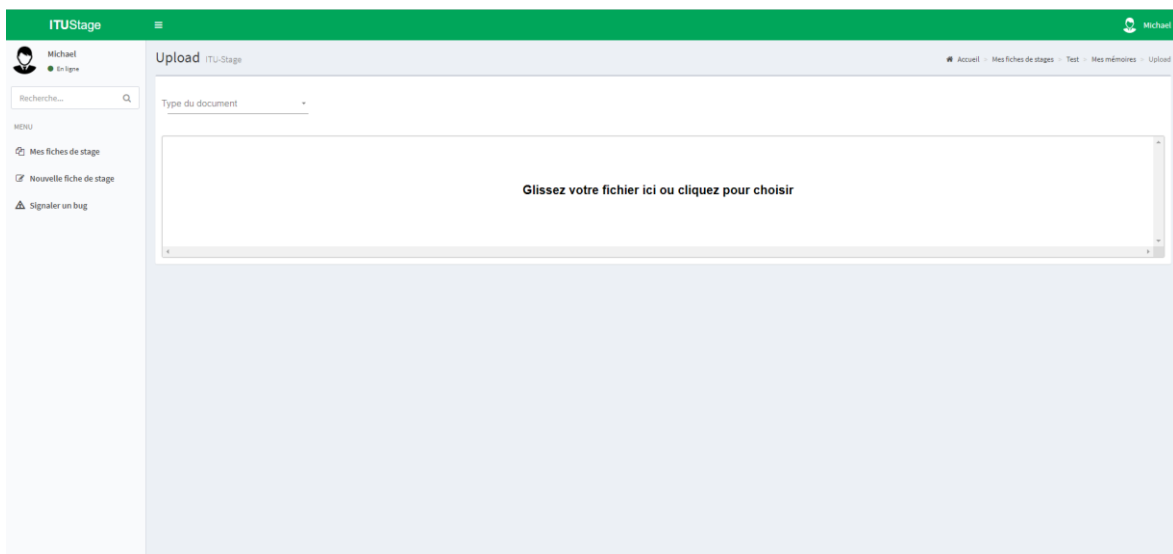 ITUStage
Michael
Michael
En ligne
Upload ITU-Stage
Accueil > Mes fiches de stages > Test > Mes mémoires > Upload
Recherche...
Type du document
MENU
Mes fiches de stage
Nouvelle fiche de stage
Signaler un bug
Glissez votre fichier ici ou cliquez pour choisir